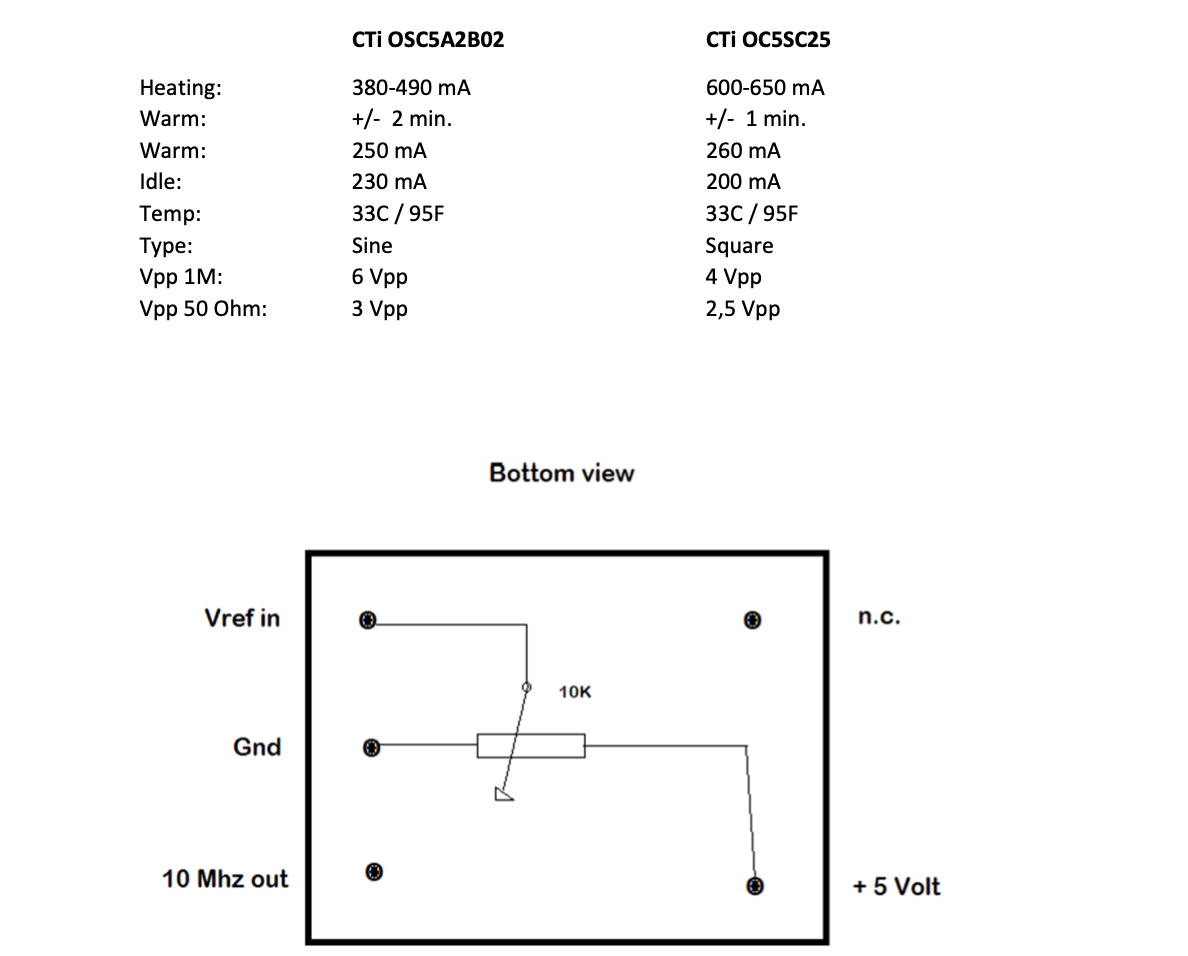 CTi OSC5A2B02 CTi OC5SC25
Heating: 380-490 mA 600-650 mA
Warm: +/- 2 min. +/- 1 min.
Warm: 250 mA 260 mA
Idle: 230 mA 200 mA
Temp: 33C / 95F 33C / 95F
Type: Sine Square
Vpp 1M: 6 Vpp 4 Vpp
Vpp 50 Ohm: 3 Vpp 2,5 Vpp
Bottom view
Vref in n.c.
10K
Gnd
10 Mhz out + 5 Volt